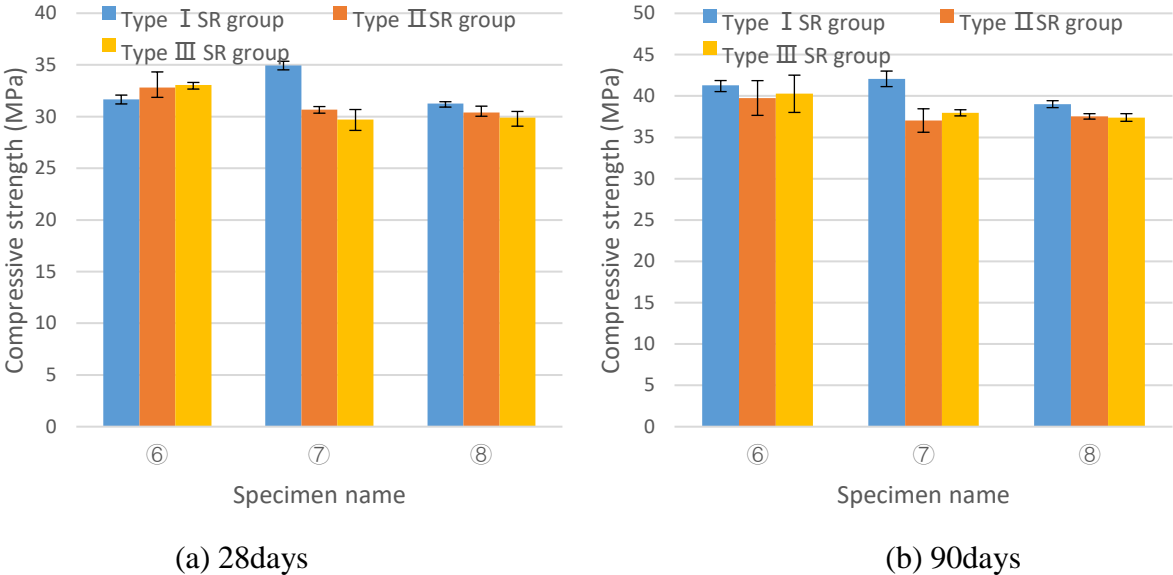 Type Ⅰ SR group
Type ⅡSR group
Type Ⅲ SR group
Compressive strength (MPa)
40
35
30
25
20
15
10
5
0
⑥ ⑦ ⑧
Specimen name
(a) 28days
Type Ⅰ SR group
Type ⅡSR group
Type Ⅲ SR group
Compressive strength (MPa)
50
45
40
35
30
25
20
15
10
5
0
⑥ ⑦ ⑧
Specimen name
(b) 90days